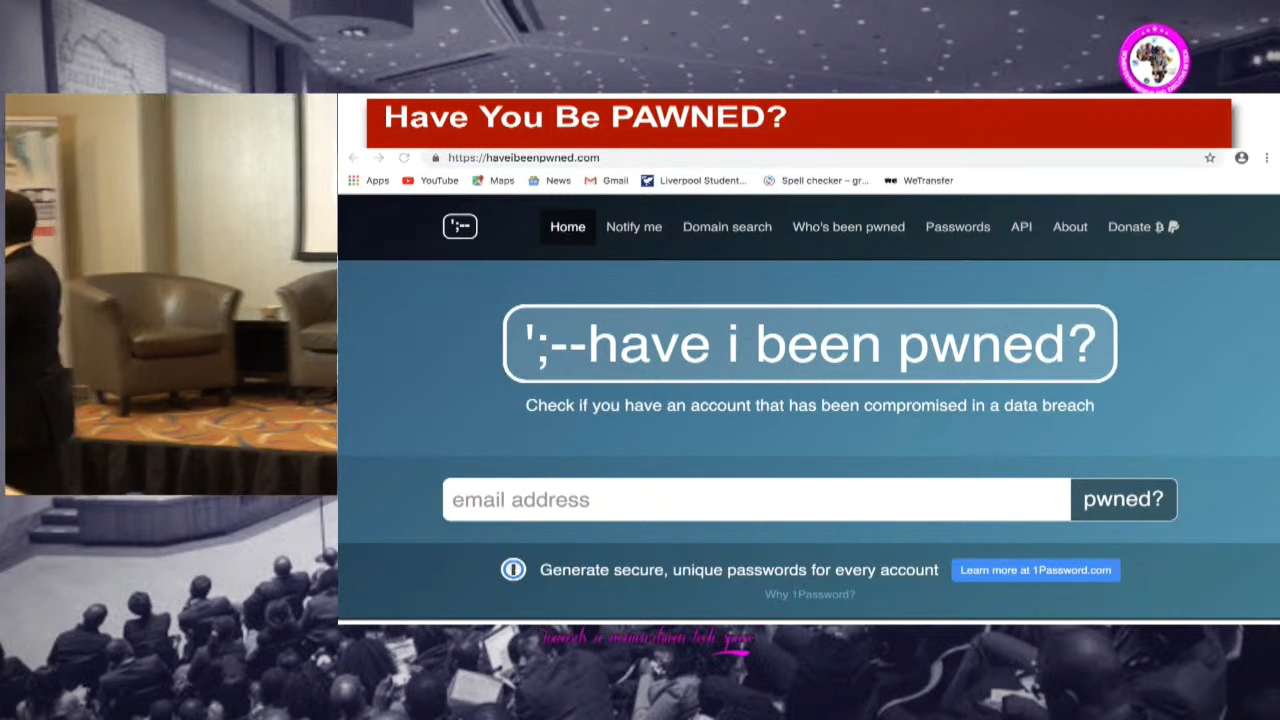 Have You Be PAWNED?
https://haveibeenpwned.com
Apps YouTube Maps News Gmail Liverpool Student... Spell checker – gr... WeTransfer
';-- Home Notify me Domain search Who's been pwned Passwords API About Donate
';--have i been pwned?
Check if you have an account that has been compromised in a data breach
email address pwned?
Generate secure, unique passwords for every account Learn more at 1Password.com
Why 1Password?